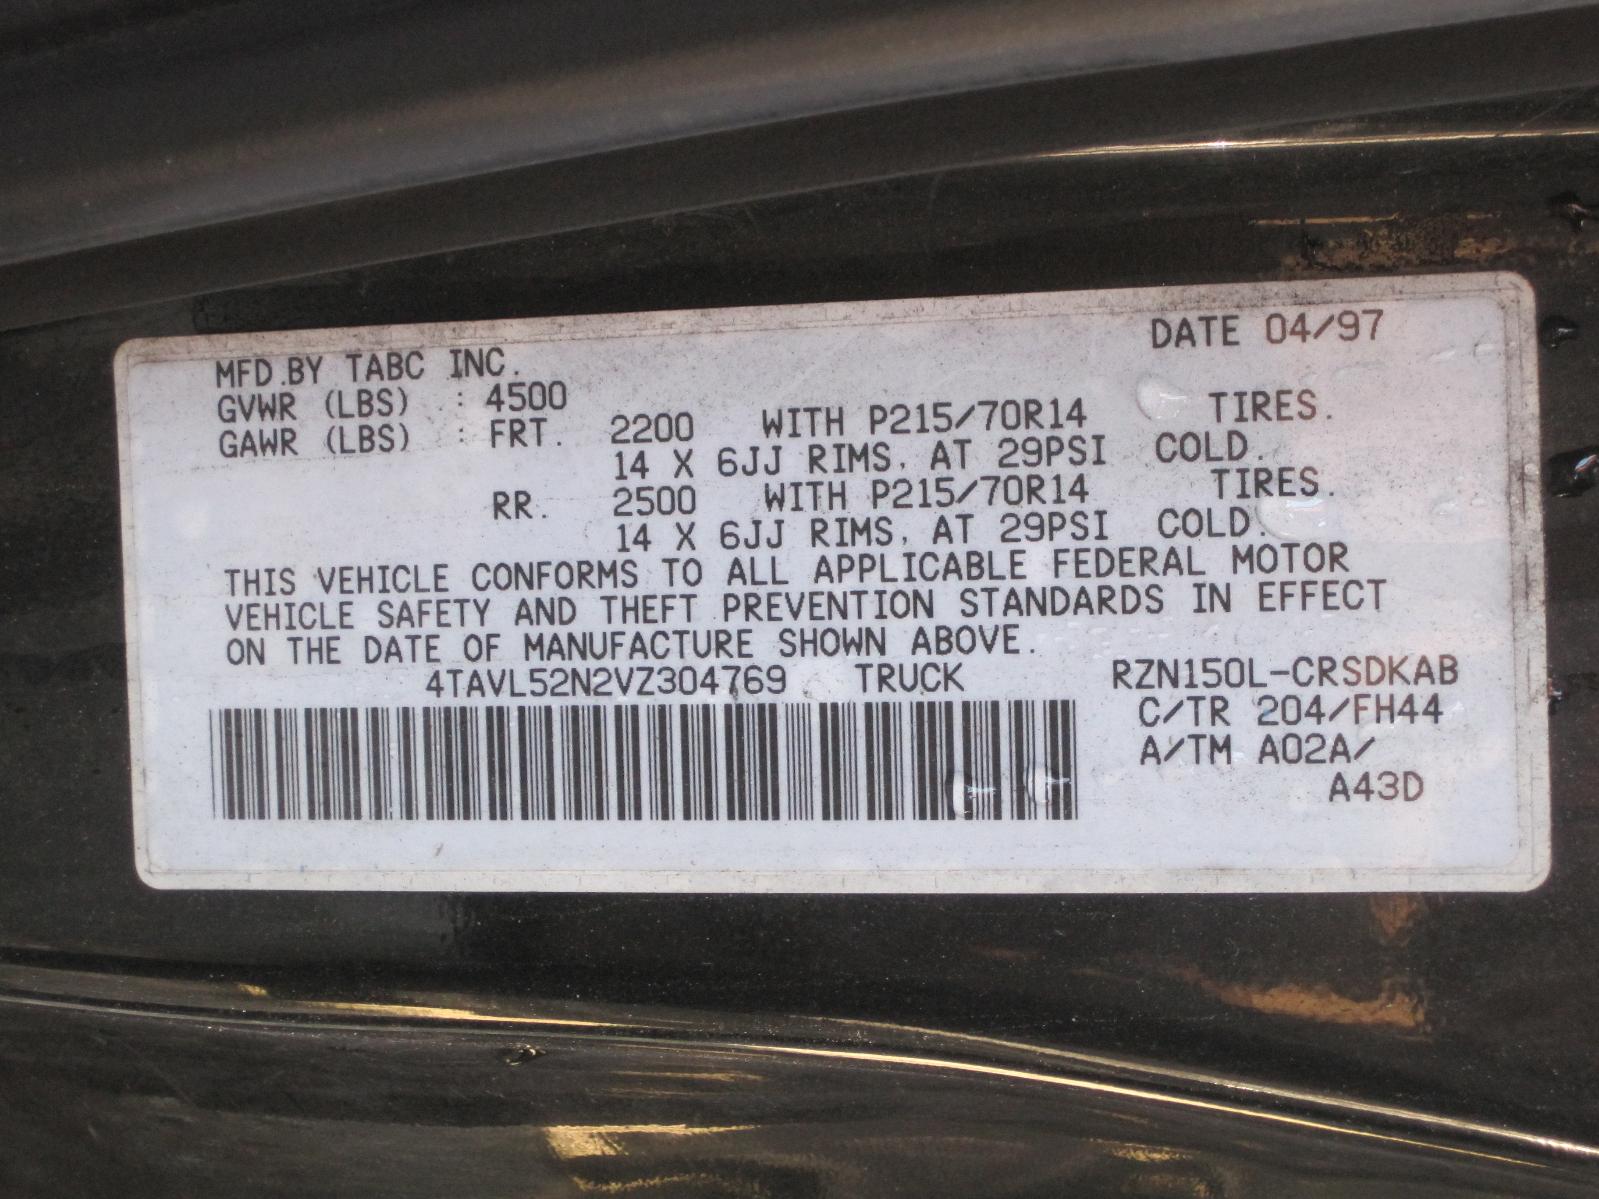 DATE 04/97
MFD.BY TABC INC.
GVWR (LBS) : 4500
GAWR (LBS) : FRT. 2200 WITH P215/70R14 TIRES.
14 X 6JJ RIMS, AT 29PSI COLD.
RR. 2500 WITH P215/70R14 TIRES.
14 X 6JJ RIMS, AT 29PSI COLD.
THIS VEHICLE CONFORMS TO ALL APPLICABLE FEDERAL MOTOR
VEHICLE SAFETY AND THEFT PREVENTION STANDARDS IN EFFECT
ON THE DATE OF MANUFACTURE SHOWN ABOVE.
4TAVL52N2VZ304769 TRUCK RZN150L-CRSDKAB
C/TR 204/FH44
A/TM A02A/
A43D